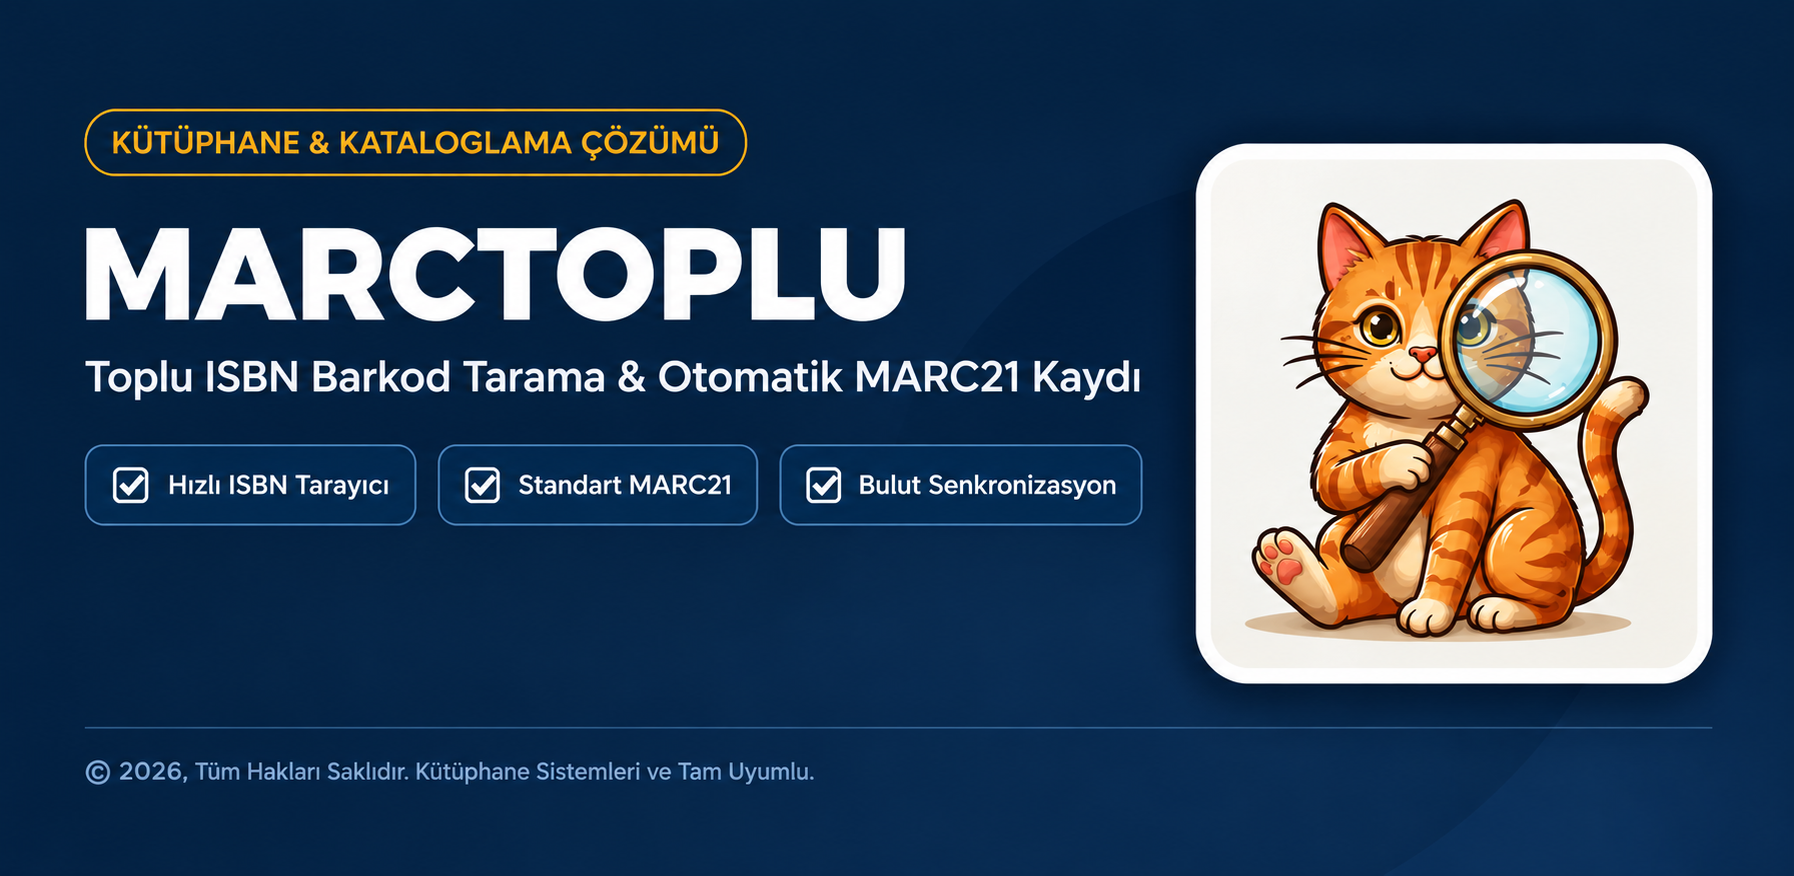 KÜTÜPHANE & KATALOGLAMA ÇÖZÜMÜ
MARCTOPLU
Toplu ISBN Barkod Tarama & Otomatik MARC21 Kaydı
Hızlı ISBN Tarayıcı
Standart MARC21
Bulut Senkronizasyon
© 2026, Tüm Hakları Saklıdır. Kütüphane Sistemleri ve Tam Uyumlu.